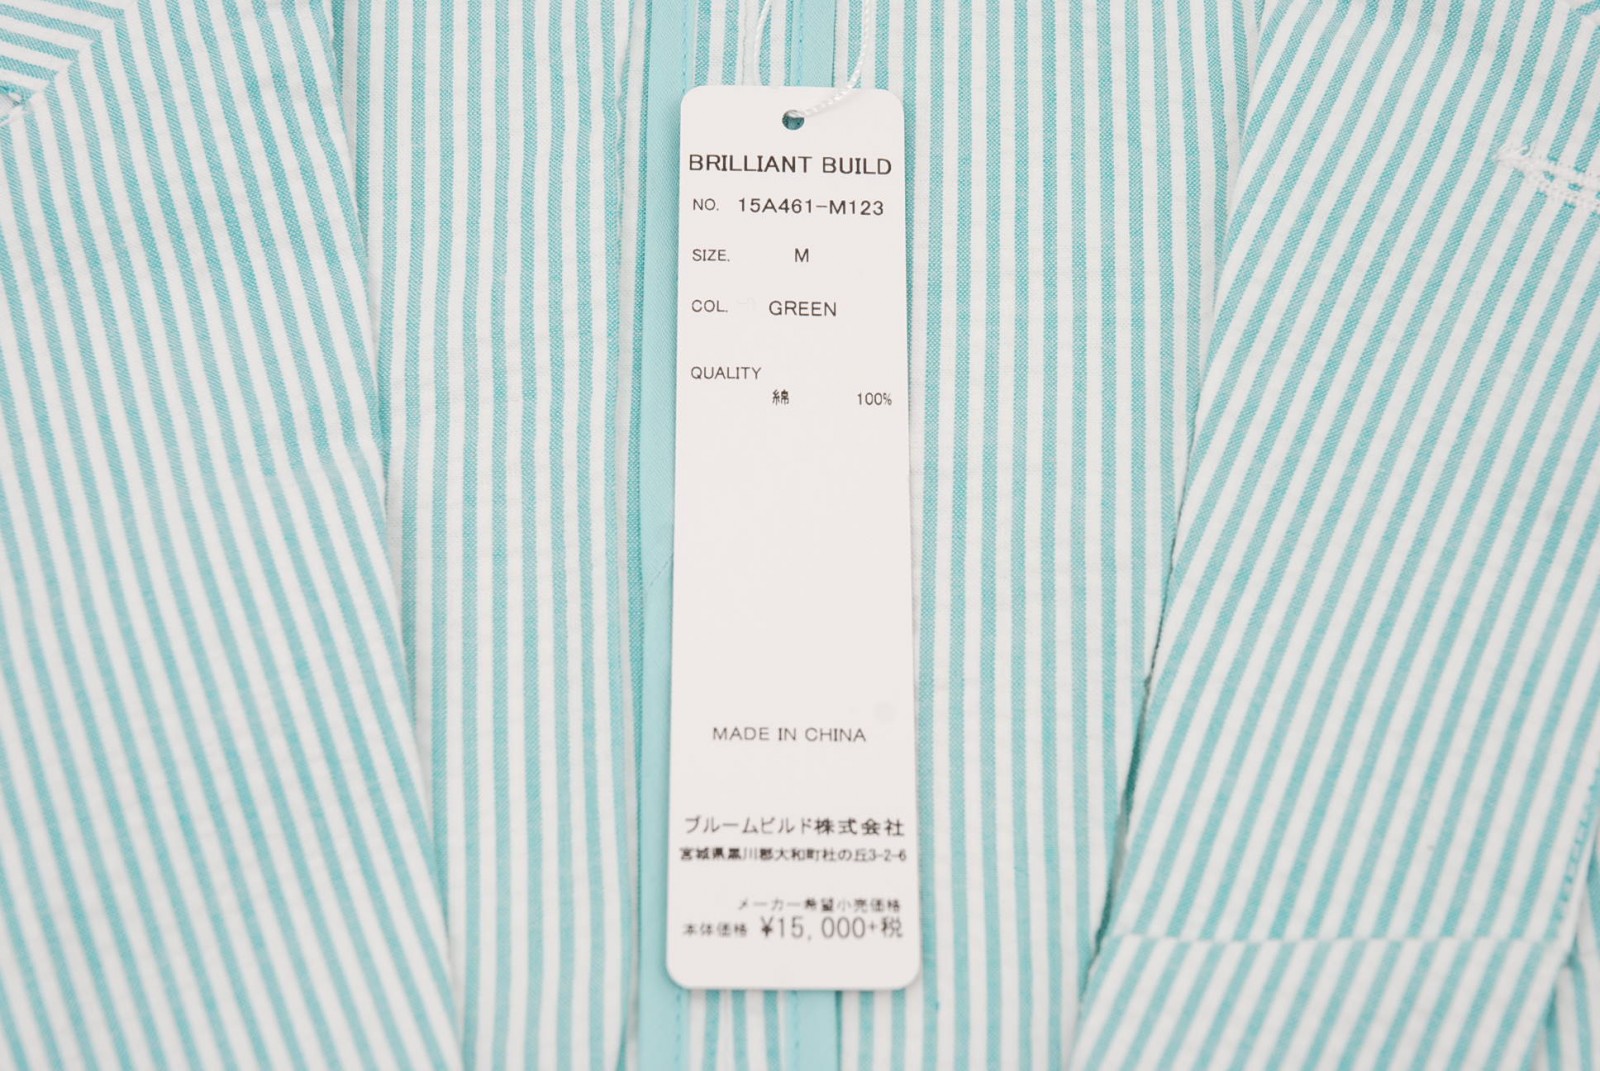 BRILLIANT BUILD
NO. 15A461-M123
SIZE. M
COL. GREEN
QUALITY
綿 100%
MADE IN CHINA
ブルームビルド株式会社
宮城県黒川郡大和町杜の丘3-2-6
メーカー希望小売価格
本体価格 ¥15,000+税